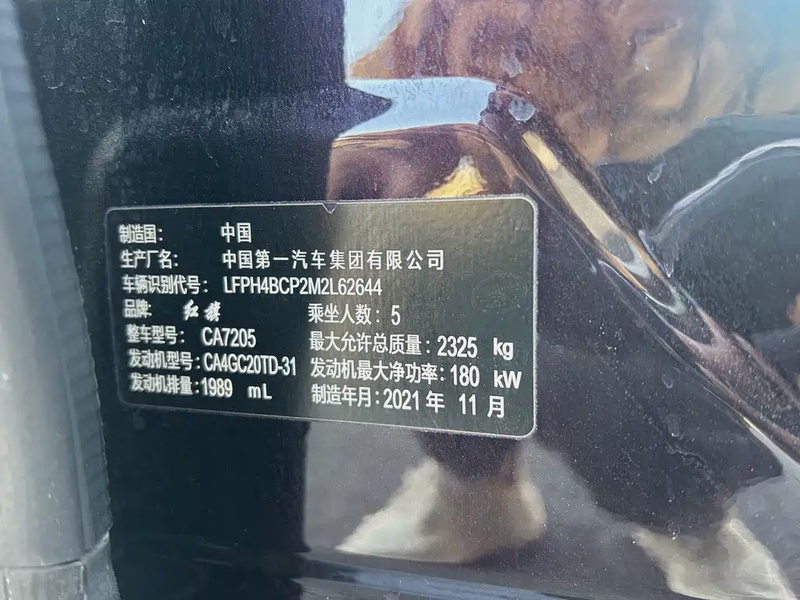 制造国： 中国
生产厂名： 中国第一汽车集团有限公司
车辆识别代号： LFPH4BCP2M2L62644
品牌： 红旗 乘坐人数：5
整车型号： CA7205 最大允许总质量：2325 kg
发动机型号：CA4GC20TD-31 发动机最大净功率：180 kW
发动机排量：1989 mL 制造年月：2021 年 11 月